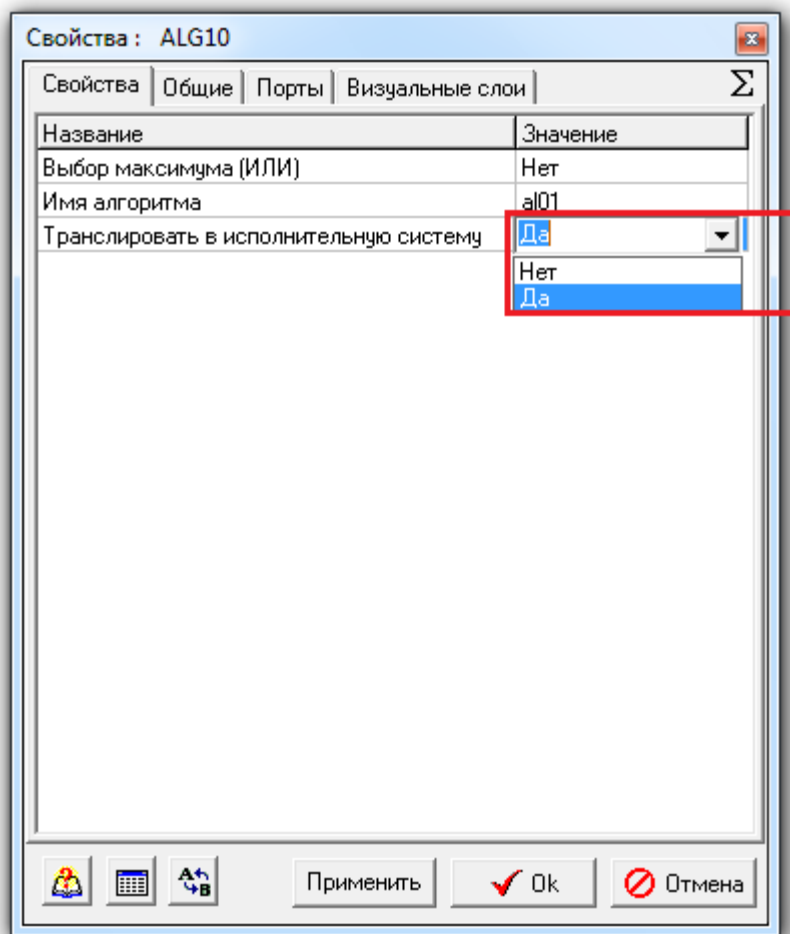 Свойства : ALG10
Свойства Общие Порты Визуальные слои Σ
Название Значение
Выбор максимума (ИЛИ) Нет
Имя алгоритма al01
Транслировать в исполнительную систему Да
Нет
Да
Применить Ok Отмена